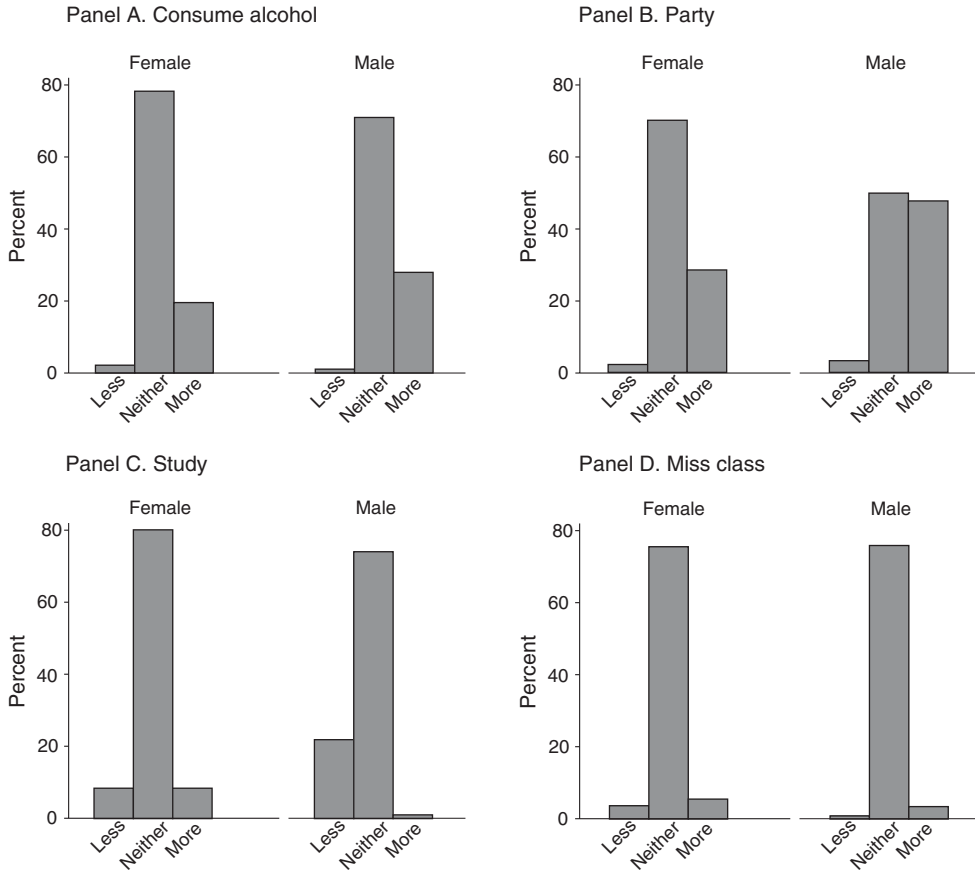 Panel A. Consume alcohol
Female Male
Percent
80
60
40
20
0
Less Neither More Less Neither More
Panel B. Party
Female Male
Percent
80
60
40
20
0
Less Neither More Less Neither More
Panel C. Study
Female Male
Percent
80
60
40
20
0
Less Neither More Less Neither More
Panel D. Miss class
Female Male
Percent
80
60
40
20
0
Less Neither More Less Neither More